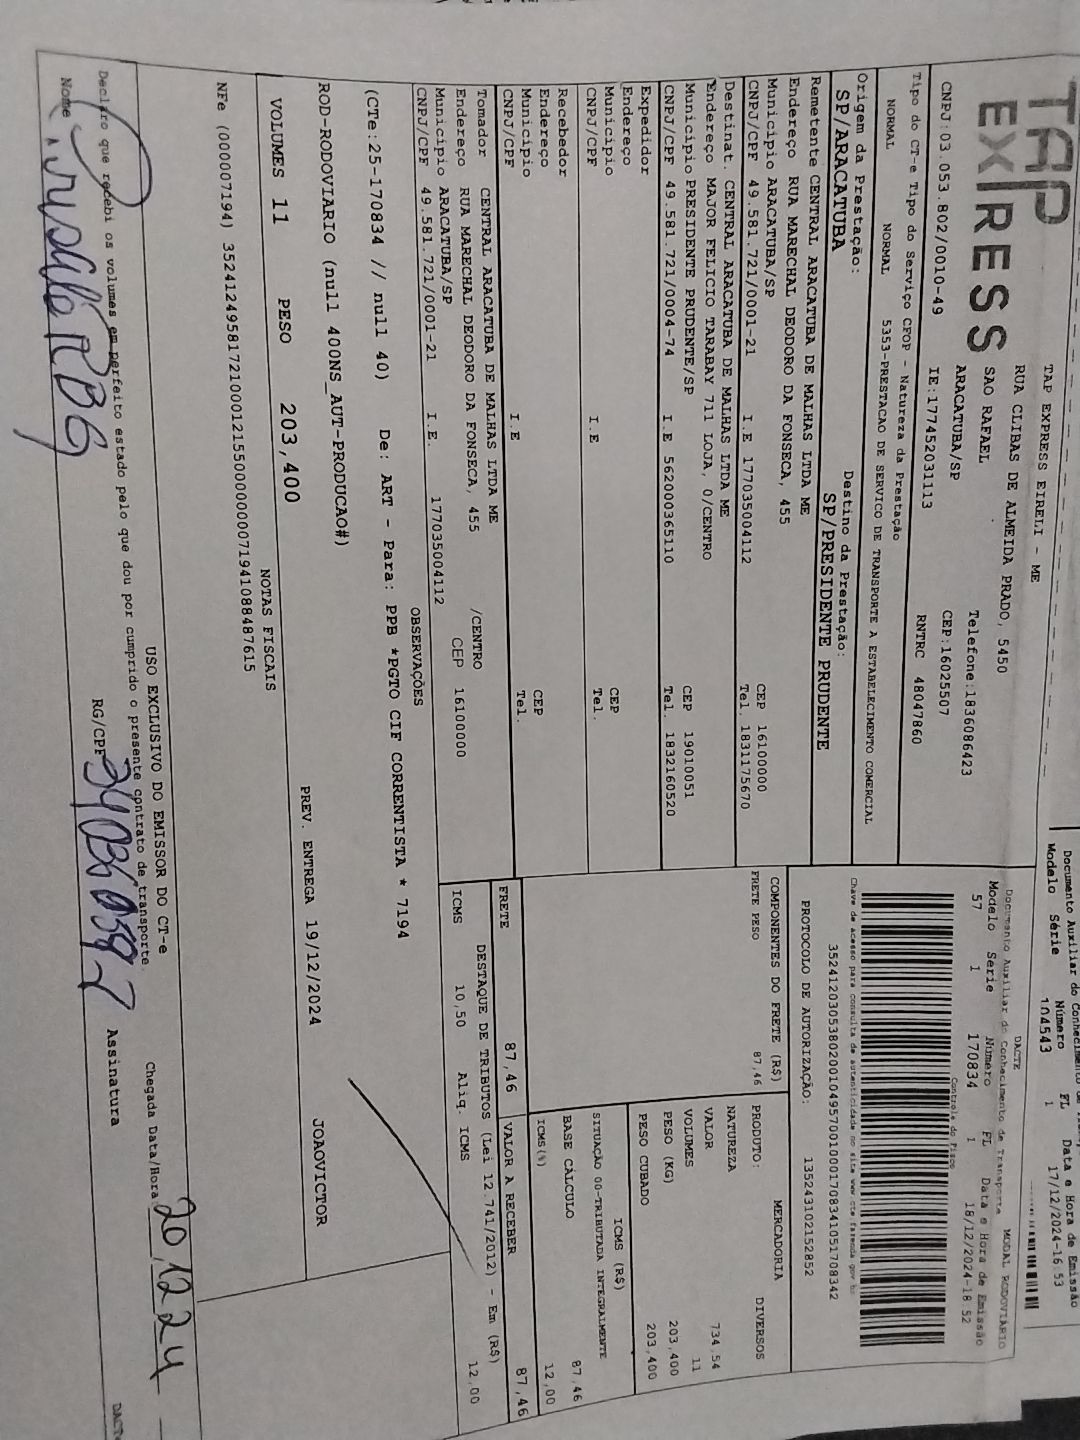 Documento Auxiliar do
Modelo Série Número FL Data e Hora de Emissão
104543 1 17/12/2024-16:53
TAP EXPRESS
TAP EXPRESS EIRELI - ME
RUA CLIBAS DE ALMEIDA PRADO, 5450
SAO RAFAEL Telefone:1836086423
ARACATUBA/SP CEP:16025507
CNPJ:03.053.802/0010-49 IE:177452031113 RNTRC 48047860
Tipo do CT-e Tipo do Serviço CFOP - Natureza da Prestação
NORMAL NORMAL 5353-PRESTACAO DE SERVICO DE TRANSPORTE A ESTABELECIMENTO COMERCIAL
Origem da Prestação: Destino da Prestação:
SP/ARACATUBA SP/PRESIDENTE PRUDENTE
Remetente CENTRAL ARACATUBA DE MALHAS LTDA ME
Endereço RUA MARECHAL DEODORO DA FONSECA, 455
Município ARACATUBA/SP CEP 16100000
CNPJ/CPF 49.581.721/0001-21 I.E 177035004112 Tel. 1831175670
Destinat. CENTRAL ARACATUBA DE MALHAS LTDA ME
Endereço MAJOR FELICIO TARABAY 711 LOJA, 0/CENTRO
Município PRESIDENTE PRUDENTE/SP CEP 19010051
CNPJ/CPF 49.581.721/0004-74 I.E 562000365110 Tel. 1832160520
Expedidor
Endereço
Município CEP
CNPJ/CPF I.E Tel.
Recebedor
Endereço
Município CEP
CNPJ/CPF I.E Tel.
Tomador CENTRAL ARACATUBA DE MALHAS LTDA ME
Endereço RUA MARECHAL DEODORO DA FONSECA, 455 /CENTRO
Município ARACATUBA/SP CEP 16100000
CNPJ/CPF 49.581.721/0001-21 I.E. 177035004112
DACTE MODAL RODOVIÁRIO
Documento Auxiliar do Conhecimento de Transporte
Modelo Série Número FL Data e Hora de Emissão
57 1 170834 1 18/12/2024-18 52
Controle do Fisco
Chave de acesso para consulta de autenticidade no site www.cte.fazenda.gov.br
35241203053802001049570010001708341051708342
PROTOCOLO DE AUTORIZAÇÃO: 135243102152852
COMPONENTES DO FRETE (R$)
FRETE PESO 87,46
MERCADORIA
PRODUTO: DIVERSOS
NATUREZA
VALOR 734,54
VOLUMES 11
PESO (KG) 203,400
PESO CUBADO 203,400
ICMS (R$)
SITUAÇÃO 00-TRIBUTADA INTEGRALMENTE
BASE CÁLCULO 87,46
ICMS(%) 12,00
FRETE 87,46 VALOR A RECEBER 87,46
DESTAQUE DE TRIBUTOS (Lei 12.741/2012) - Em (R$)
ICMS 10,50 Aliq. ICMS 12,00
OBSERVAÇÕES
(CTe:25-170834 // null 40) De: ART - Para: PPB *PGTO CIF CORRENTISTA * 7194
ROD-RODOVIARIO (null 400NS_AUT-PRODUCAO#)
VOLUMES 11 PESO 203,400 PREV. ENTREGA 19/12/2024 JOAOVICTOR
NOTAS FISCAIS
NFe (000007194) 35241249581721000121550000000071941088487615
USO EXCLUSIVO DO EMISSOR DO CT-e
Declaro que recebi os volumes em perfeito estado pelo que dou por cumprido o presente contrato de transporte
Chegada Data/Hora 20/12/24
Nome RG/CPF Assinatura
DACTE